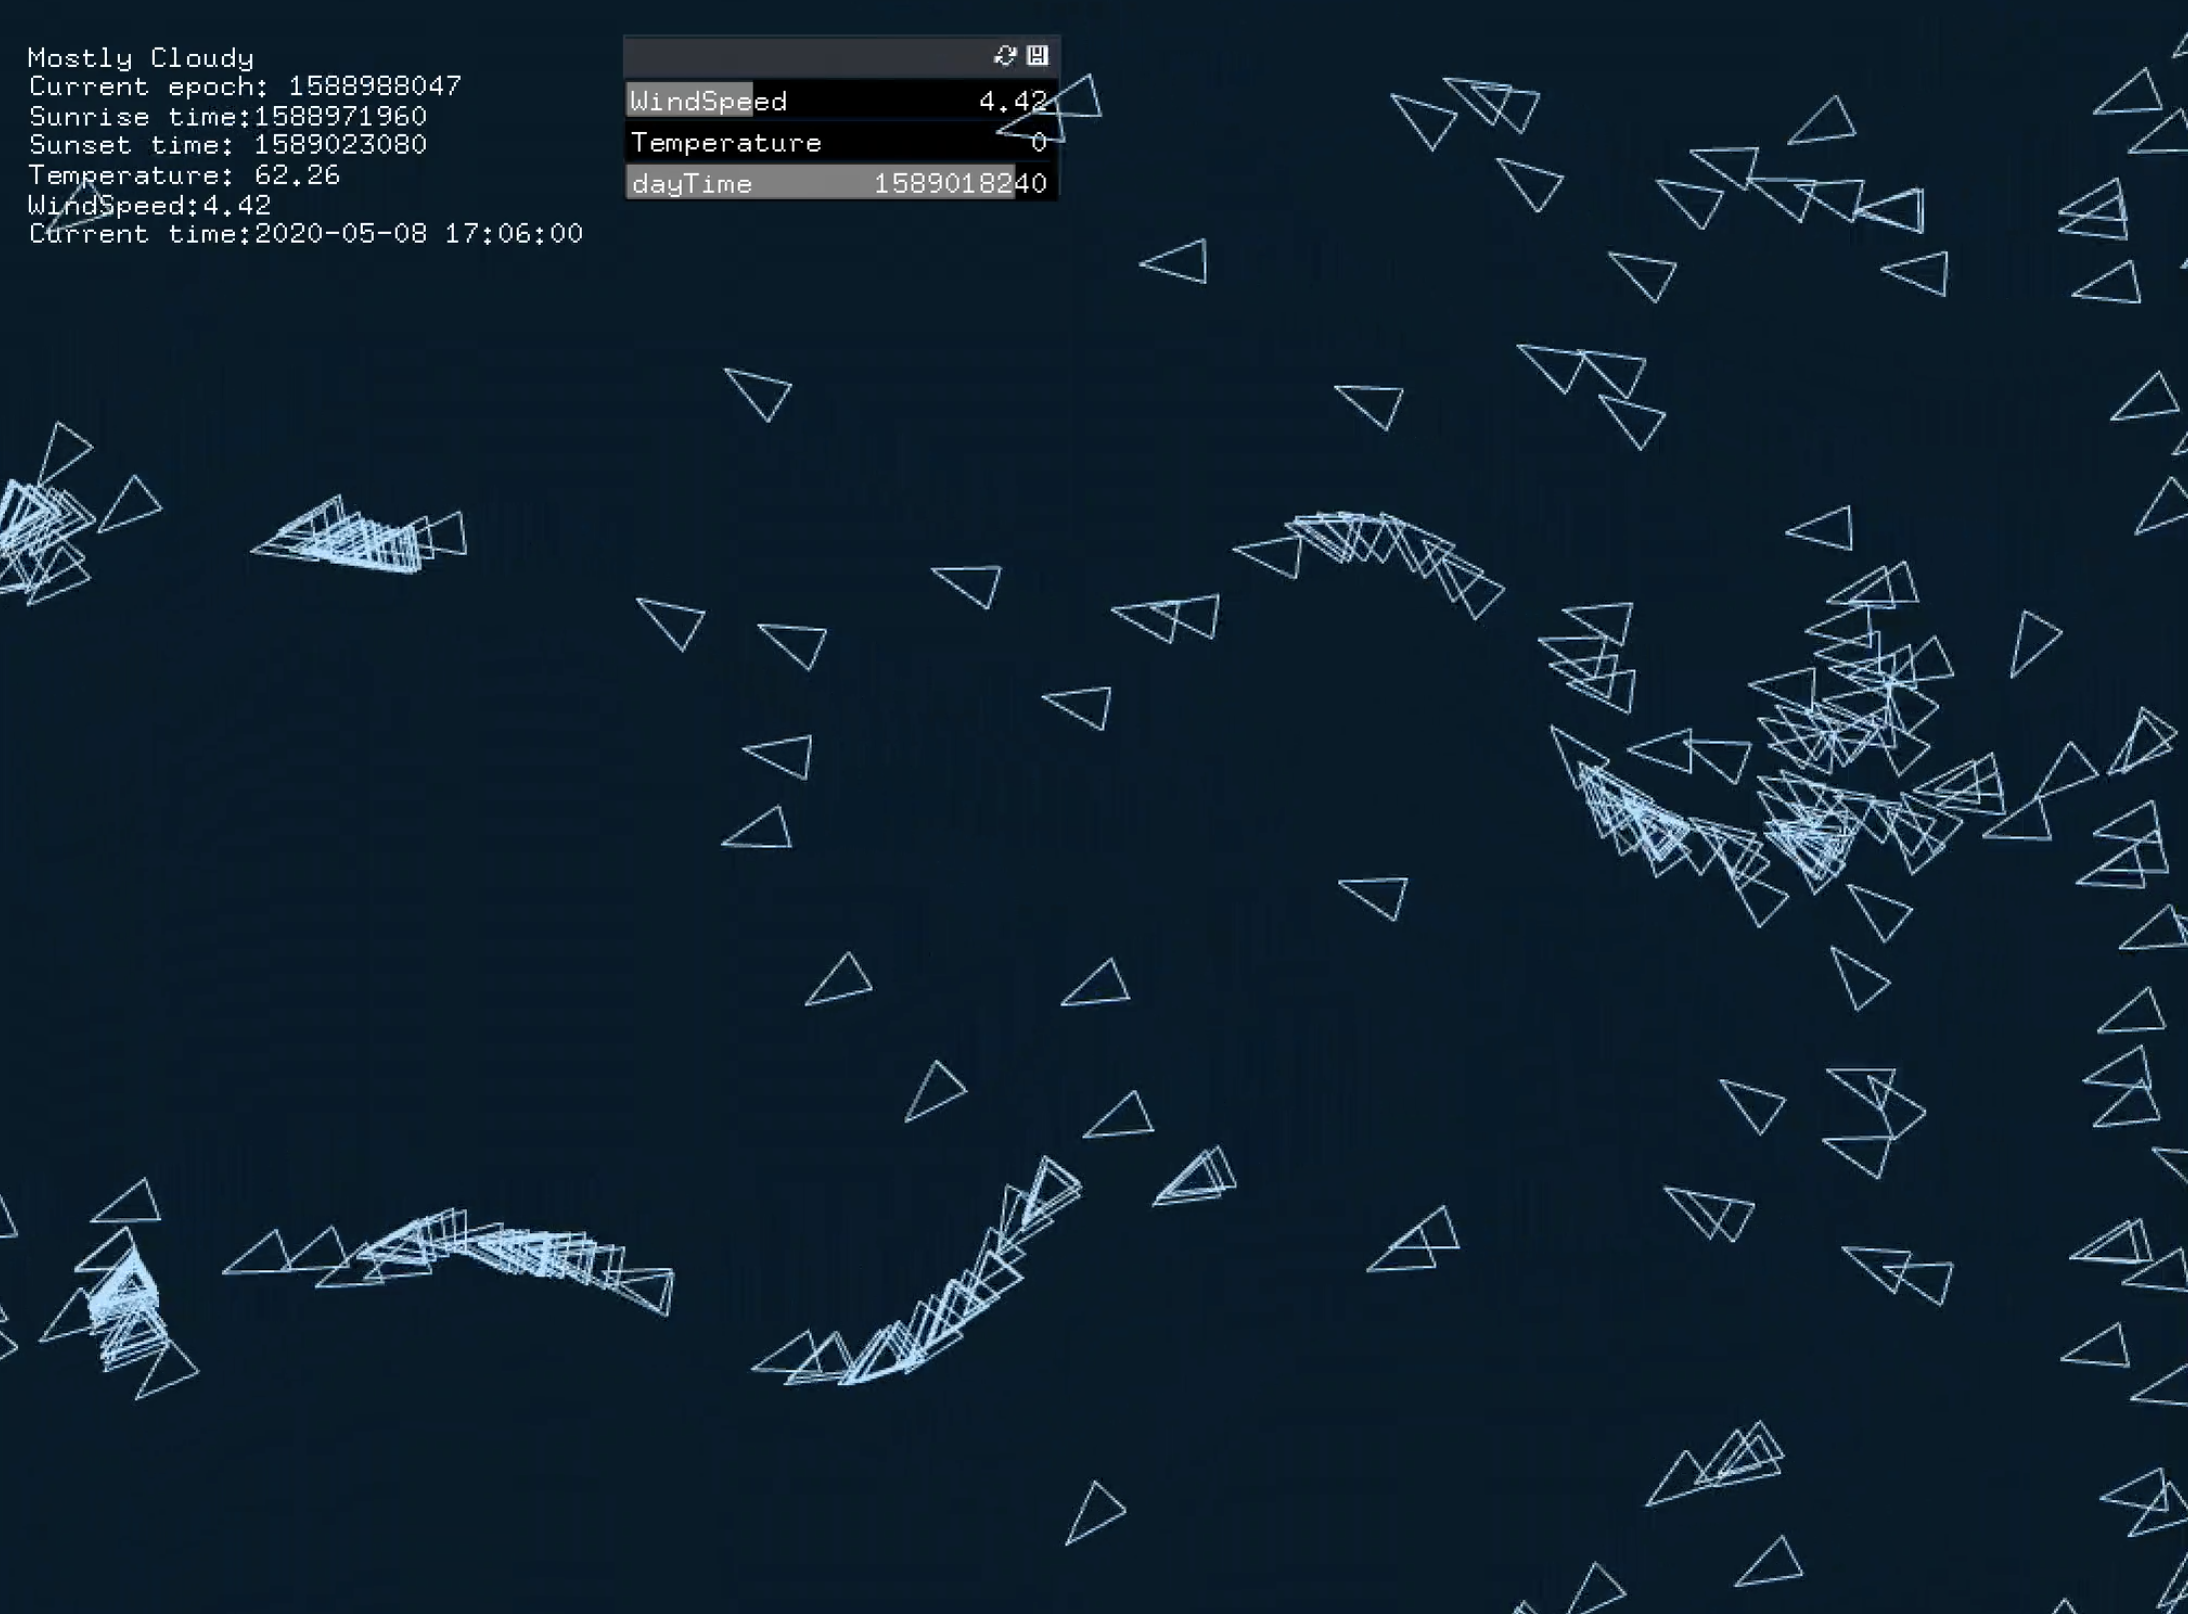 Mostly Cloudy
Current epoch: 1588988047
Sunrise time:1588971960
Sunset time: 1589023080
Temperature: 62.26
WindSpeed:4.42
Current time:2020-05-08 17:06:00
WindSpeed 4.42
Temperature 0
dayTime 1589018240